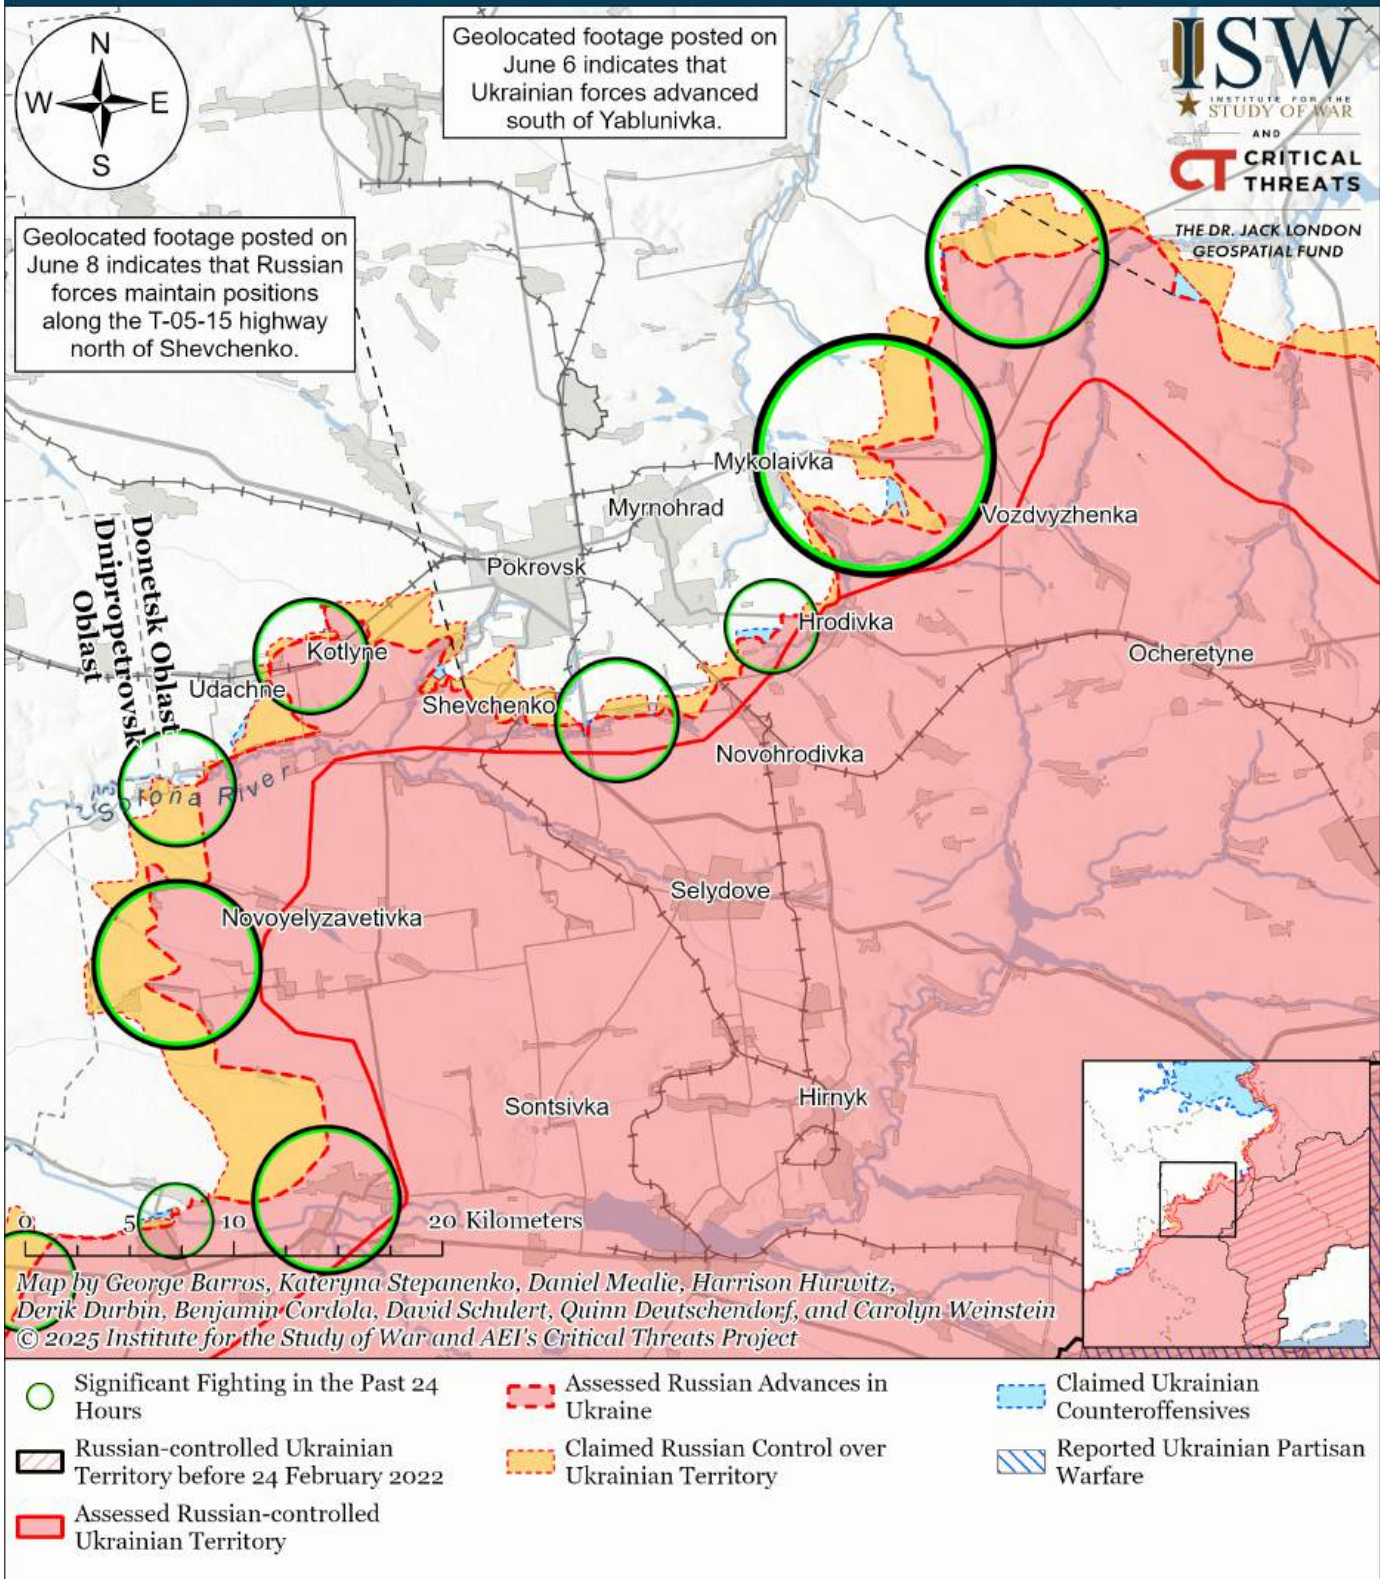 N
W
E
S
Geolocated footage posted on
June 6 indicates that
Ukrainian forces advanced
south of Yablunivka.
ISW
INSTITUTE FOR THE
STUDY OF WAR
AND
CT CRITICAL
THREATS
THE DR. JACK LONDON
GEOSPATIAL FUND
Geolocated footage posted on
June 8 indicates that Russian
forces maintain positions
along the T-05-15 highway
north of Shevchenko.
Mykolaivka
Myrnohrad
Vozdvyzhenka
Donetsk Oblast
Dnipropetrovsk
Oblast
Pokrovsk
Hrodivka
Kotlyne
Ocheretyne
Udachne
Shevchenko
Novohrodivka
Solona River
Selydove
Novoyelyzavetivka
Sontsivka
Hirnyk
0 5 10 20 Kilometers
Map by George Barros, Kateryna Stepanenko, Daniel Mealie, Harrison Hurwitz,
Derik Durbin, Benjamin Cordola, David Schulert, Quinn Deutschendorf, and Carolyn Weinstein
© 2025 Institute for the Study of War and AEI's Critical Threats Project
Significant Fighting in the Past 24
Hours
Russian-controlled Ukrainian
Territory before 24 February 2022
Assessed Russian-controlled
Ukrainian Territory
Assessed Russian Advances in
Ukraine
Claimed Russian Control over
Ukrainian Territory
Claimed Ukrainian
Counteroffensives
Reported Ukrainian Partisan
Warfare